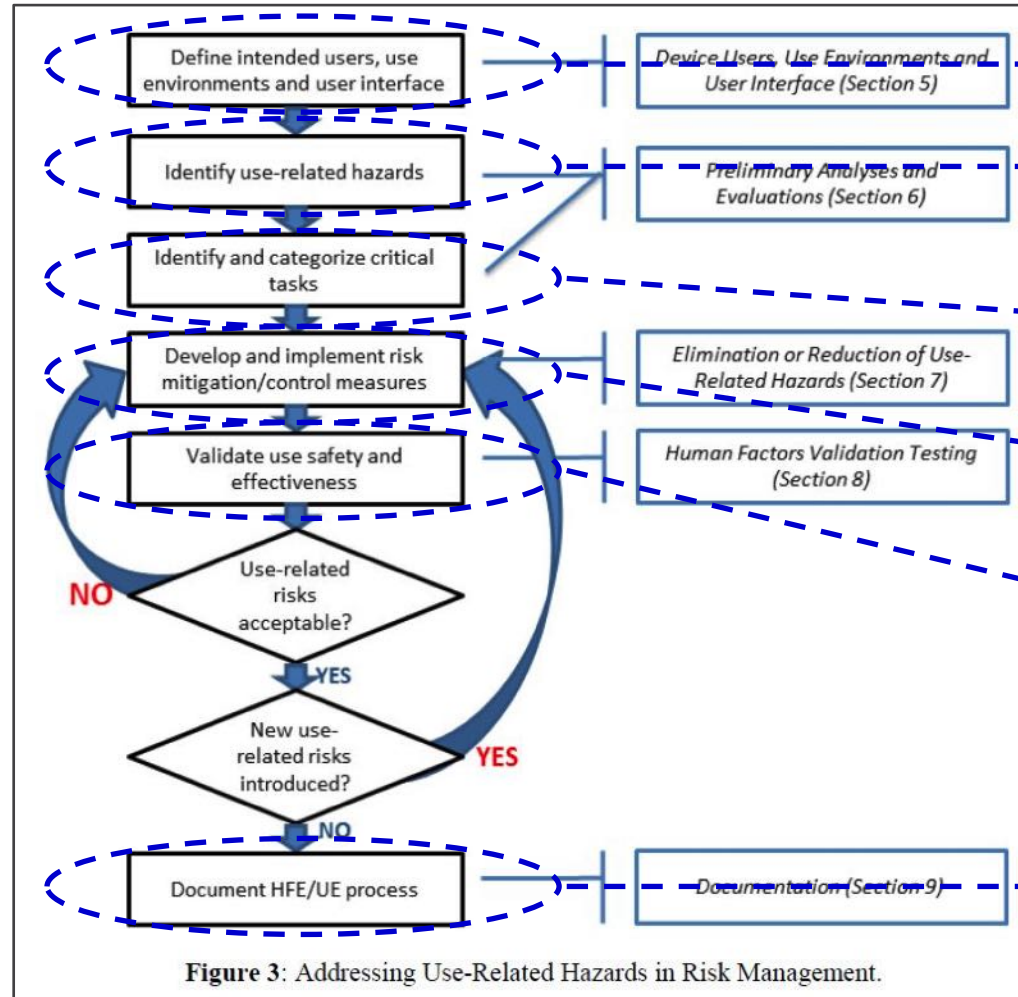 Define intended users, use
environments and user interface
Device Users, Use Environments and
User Interface (Section 5)
Identify use-related hazards
Preliminary Analyses and
Evaluations (Section 6)
Identify and categorize critical
tasks
Develop and implement risk
mitigation/control measures
Elimination or Reduction of Use-
Related Hazards (Section 7)
Validate use safety and
effectiveness
Human Factors Validation Testing
(Section 8)
Use-related
risks
acceptable?
NO
YES
New use-
related risks
introduced?
YES
NO
Document HFE/UE process
Documentation (Section 9)
Figure 3: Addressing Use-Related Hazards in Risk Management.